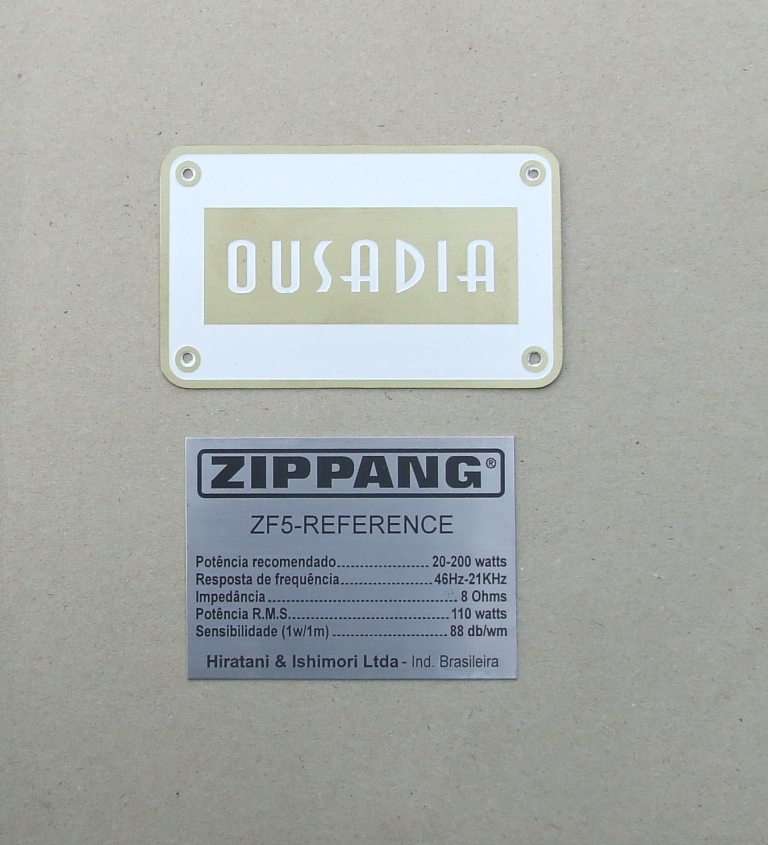 OUSADIA
ZIPPANG®
ZF5-REFERENCE
Potência recomendado..................... 20-200 watts
Resposta de frequência..................... 46Hz-21KHz
Impedância..................... 8 Ohms
Potência R.M.S..................... 110 watts
Sensibilidade (1w/1m)..................... 88 db/wm
Hiratani & Ishimori Ltda - Ind. Brasileira